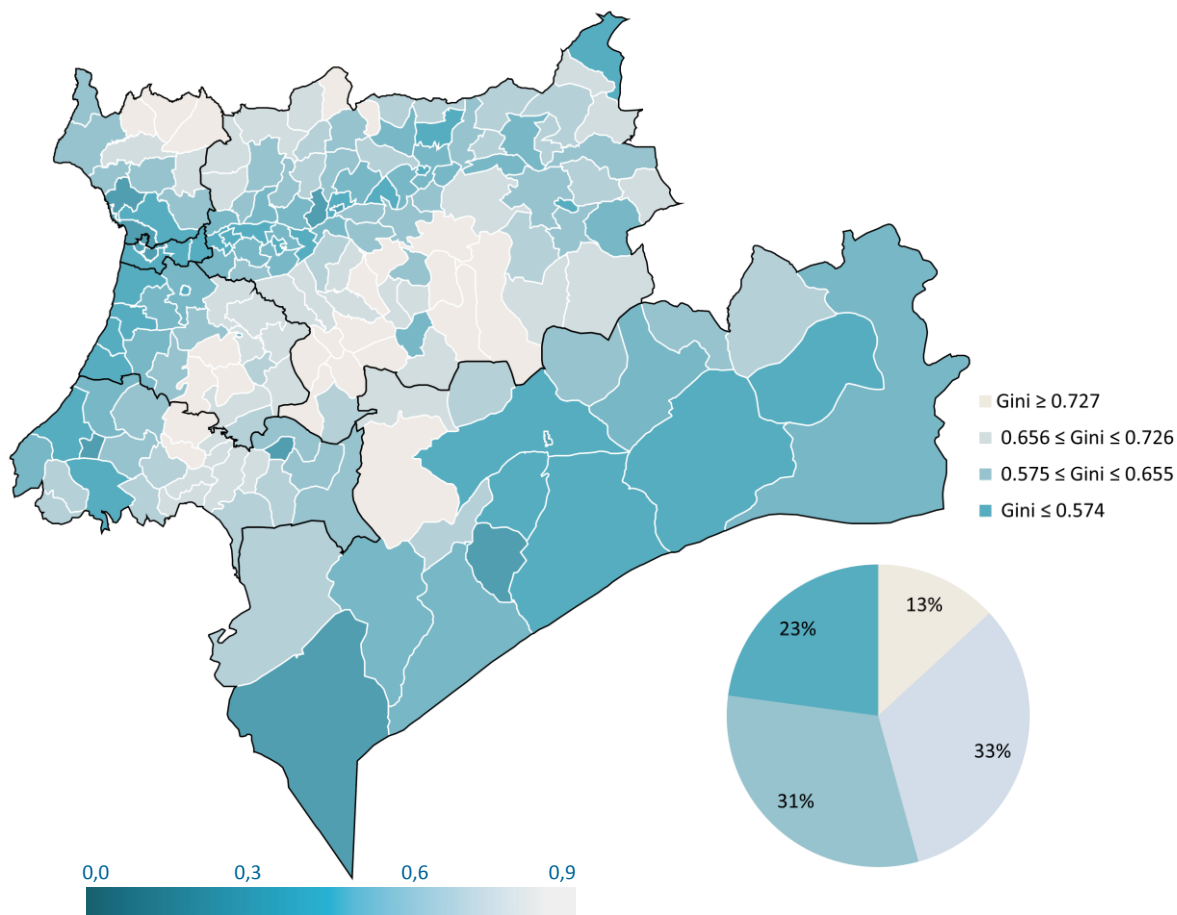 Gini ≥ 0.727
0.656 ≤ Gini ≤ 0.726
0.575 ≤ Gini ≤ 0.655
Gini ≤ 0.574
13%
23%
33%
31%
0,0 0,3 0,6 0,9